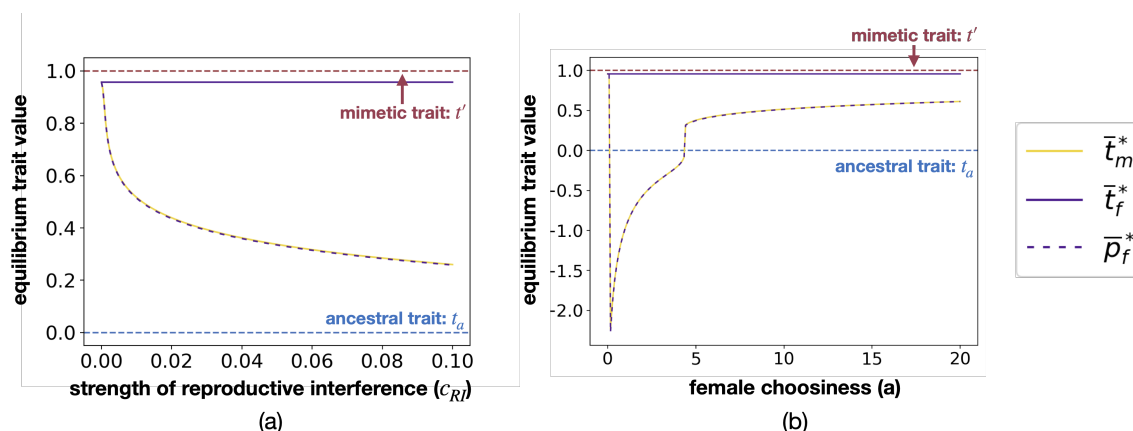 mimetic trait: t′
1.0
0.8
0.6
0.4
0.2
0.0
equilibrium trait value
mimetic trait: t′
ancestral trait: tₐ
0.00 0.02 0.04 0.06 0.08 0.10
strength of reproductive interference (c_RI)
(a)
1.0
0.5
0.0
-0.5
-1.0
-1.5
-2.0
equilibrium trait value
ancestral trait: tₐ
0 5 10 15 20
female choosiness (a)
(b)
t̅*ₘ
t̅*_f
p̅*_f